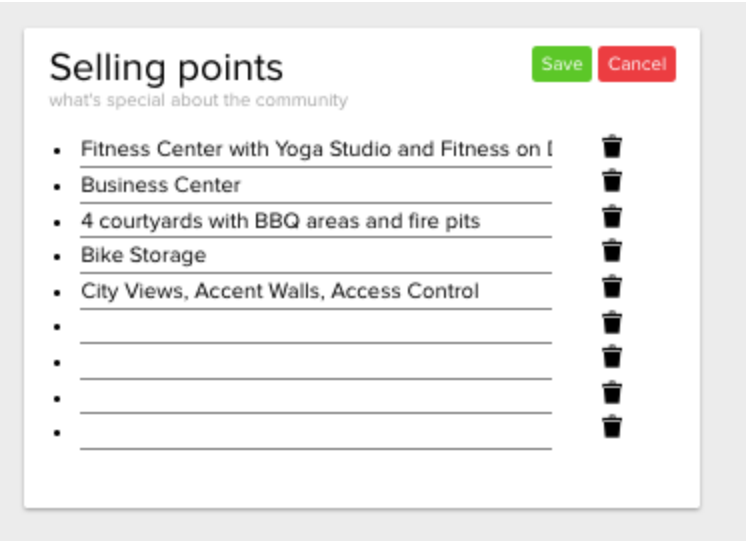 Selling points
Save
Cancel
what's special about the community
Fitness Center with Yoga Studio and Fitness on
Business Center
4 courtyards with BBQ areas and fire pits
Bike Storage
City Views, Accent Walls, Access Control